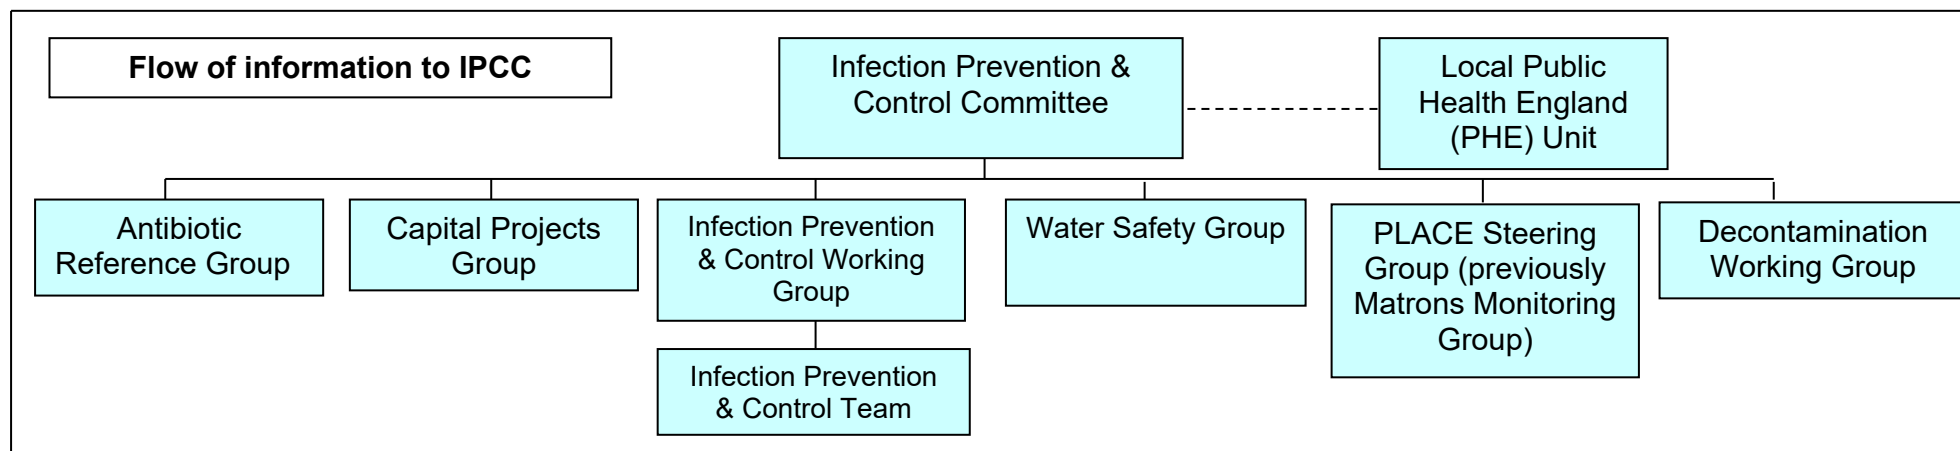 Flow of information to IPCC
Infection Prevention &
Control Committee
Local Public
Health England
(PHE) Unit
Antibiotic
Reference Group
Capital Projects
Group
Infection Prevention
& Control Working
Group
Water Safety Group
PLACE Steering
Group (previously
Matrons Monitoring
Group)
Decontamination
Working Group
Infection Prevention
& Control Team